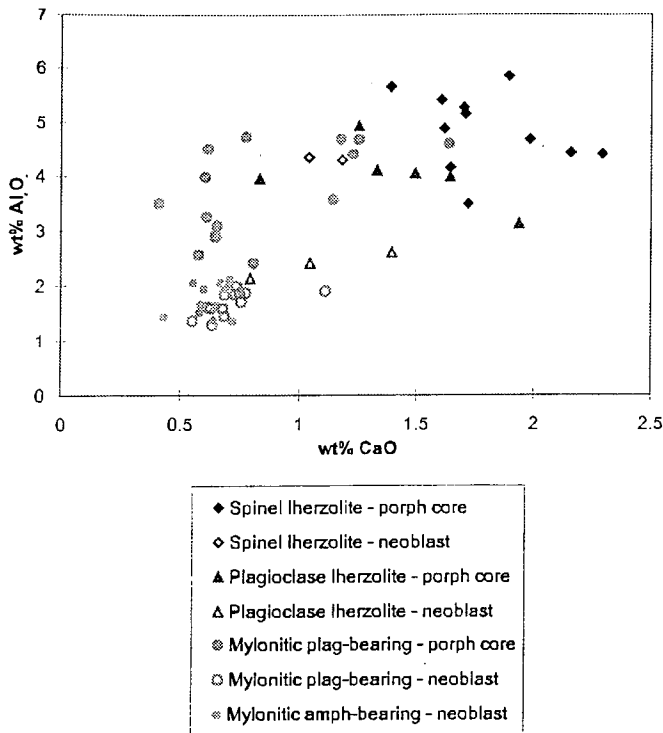 7
6
5
4
3
2
1
0
wt% Al₂O₃
0 0.5 1 1.5 2 2.5
wt% CaO
Spinel lherzolite - porph core
Spinel lherzolite - neoblast
Plagioclase lherzolite - porph core
Plagioclase lherzolite - neoblast
Mylonitic plag-bearing - porph core
Mylonitic plag-bearing - neoblast
Mylonitic amph-bearing - neoblast